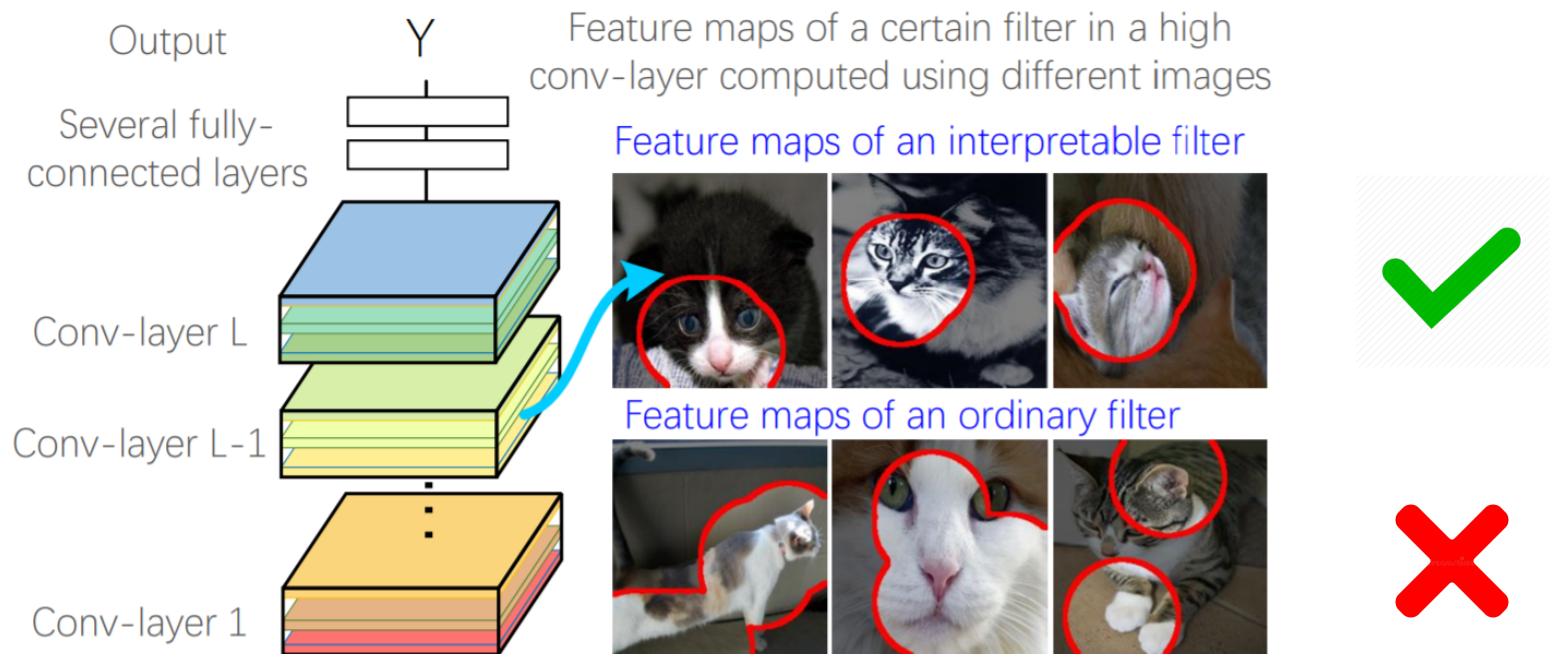 Output
Y
Several fully-
connected layers
Conv-layer L
Conv-layer L-1
Conv-layer 1
Feature maps of a certain filter in a high
conv-layer computed using different images
Feature maps of an interpretable filter
Feature maps of an ordinary filter